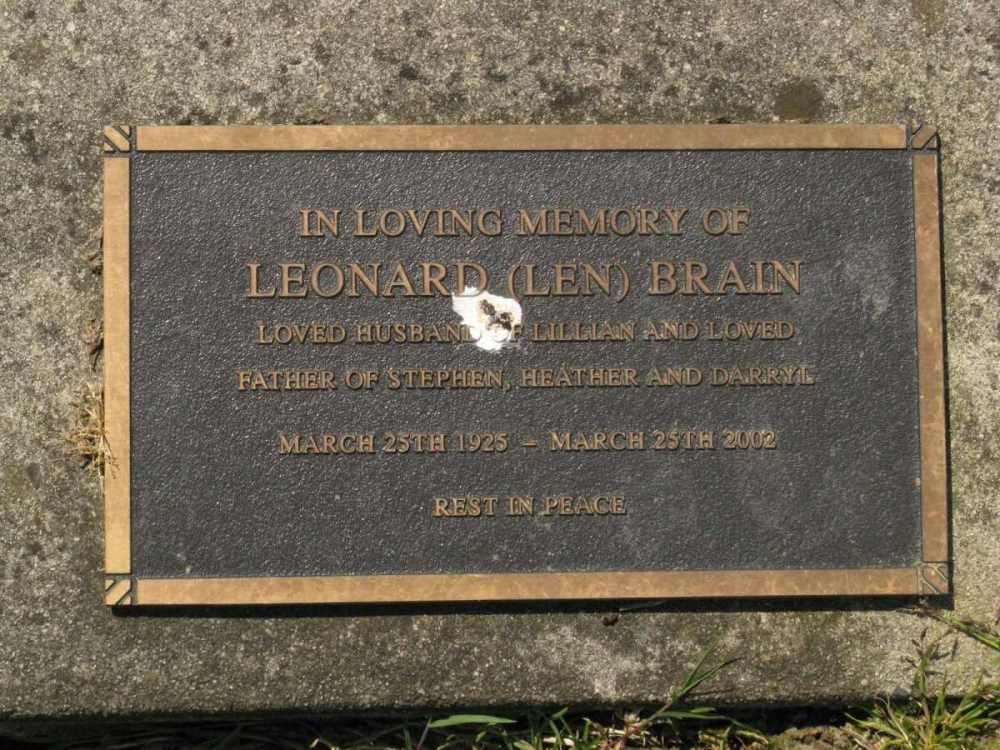 IN LOVING MEMORY OF
LEONARD (LEN) BRAIN
LOVED HUSBAND OF LILLIAN AND LOVED
FATHER OF STEPHEN, HEATHER AND DARRYL
MARCH 25TH 1925 – MARCH 25TH 2002
REST IN PEACE